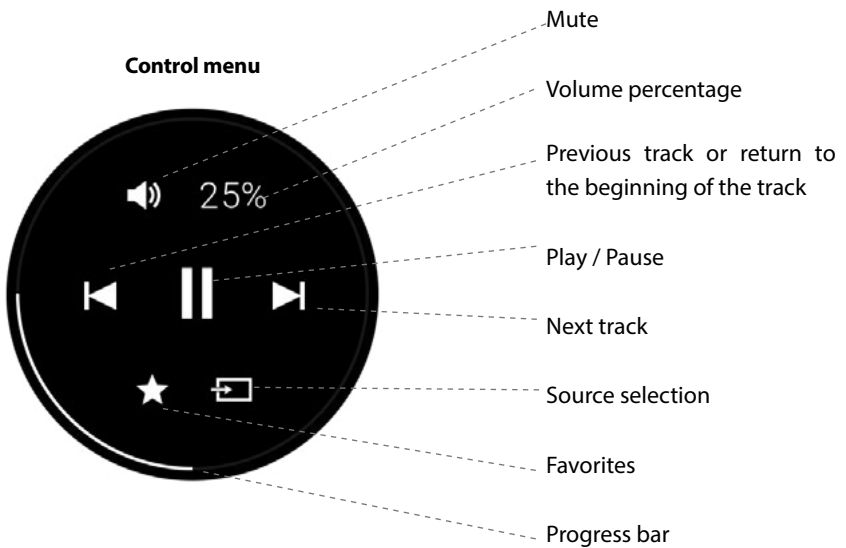 Mute
Control menu
Volume percentage
Previous track or return to
the beginning of the track
25%
Play / Pause
Next track
Source selection
Favorites
Progress bar